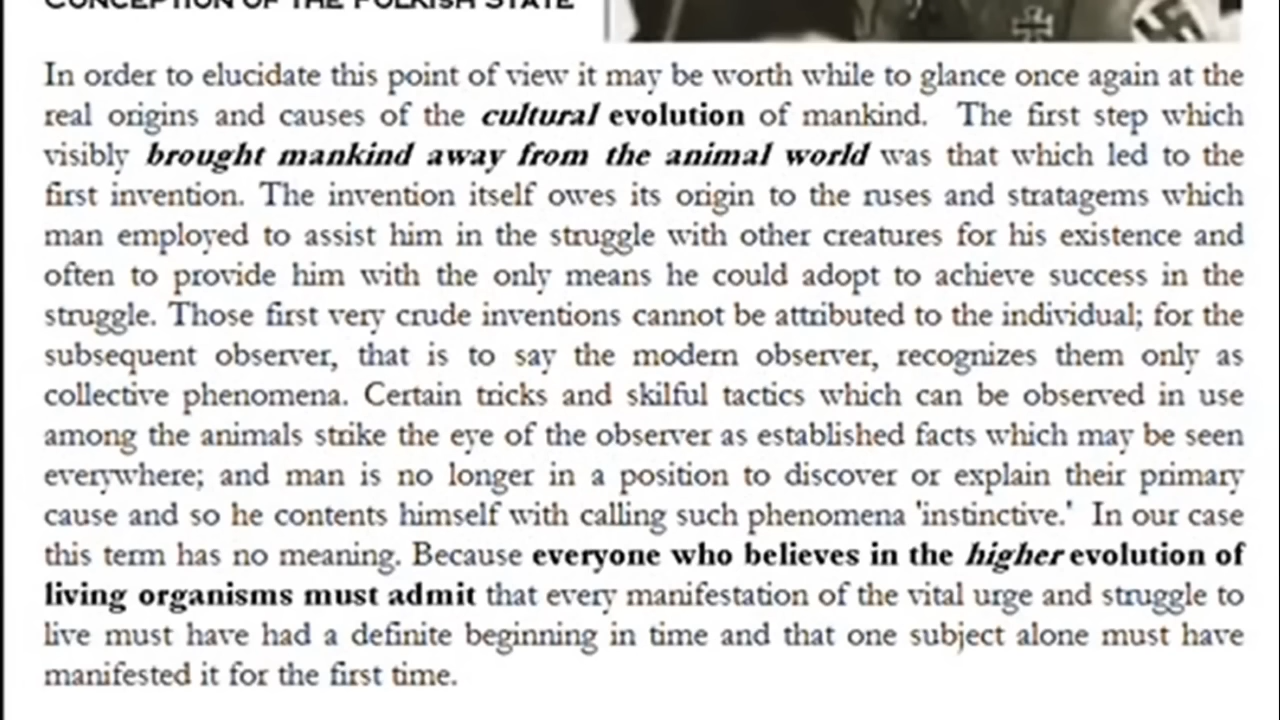 CONCEPTION OF THE FOLKISH STATE
In order to elucidate this point of view it may be worth while to glance once again at the
real origins and causes of the cultural evolution of mankind. The first step which
visibly brought mankind away from the animal world was that which led to the
first invention. The invention itself owes its origin to the ruses and stratagems which
man employed to assist him in the struggle with other creatures for his existence and
often to provide him with the only means he could adopt to achieve success in the
struggle. Those first very crude inventions cannot be attributed to the individual; for the
subsequent observer, that is to say the modern observer, recognizes them only as
collective phenomena. Certain tricks and skilful tactics which can be observed in use
among the animals strike the eye of the observer as established facts which may be seen
everywhere; and man is no longer in a position to discover or explain their primary
cause and so he contents himself with calling such phenomena 'instinctive.' In our case
this term has no meaning. Because everyone who believes in the higher evolution of
living organisms must admit that every manifestation of the vital urge and struggle to
live must have had a definite beginning in time and that one subject alone must have
manifested it for the first time.